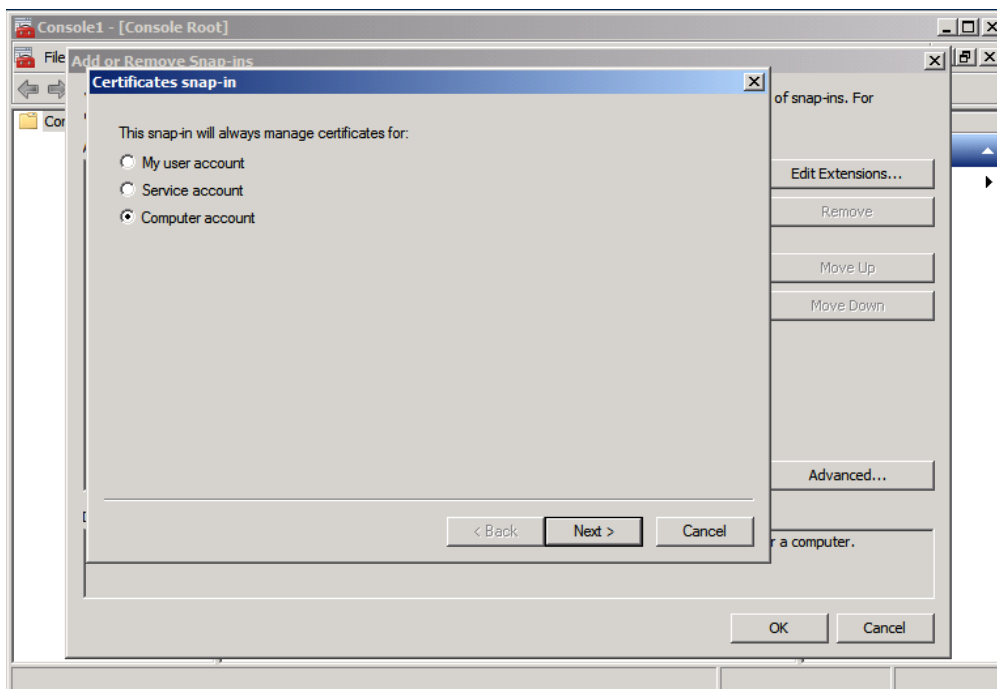 Console1 - [Console Root]
File
Add or Remove Snap-ins
Certificates snap-in
of snap-ins. For
This snap-in will always manage certificates for:
My user account
Service account
Computer account
Edit Extensions...
Remove
Move Up
Move Down
Advanced...
< Back
Next >
Cancel
r a computer.
OK
Cancel